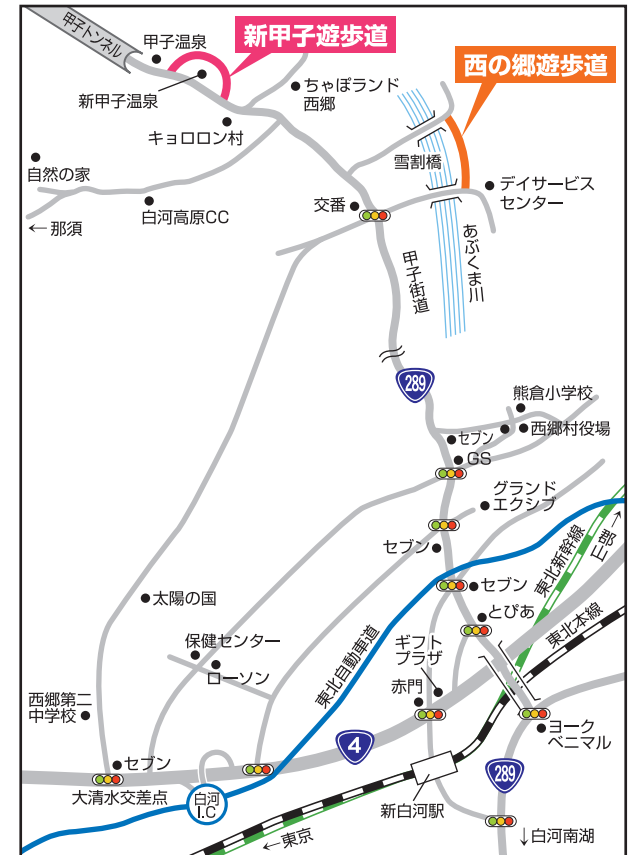 甲子トンネル
甲子温泉
新甲子遊歩道
新甲子温泉
キョロロン村
ちゃぽランド
西郷
西の郷遊歩道
雪割橋
自然の家
白河高原CC
←那須
交番
デイサービス
センター
あぶくま川
甲子街道
289
熊倉小学校
セブン
西郷村役場
GS
グランド
エクシブ
セブン
セブン
東北新幹線
郡山→
とぴあ
東北本線
太陽の国
保健センター
ローソン
東北自動車道
ギフト
プラザ
赤門
西郷第二
中学校
セブン
大清水交差点
白河
I.C
4
新白河駅
289
ヨーク
ベニマル
←東京
↓白河南湖